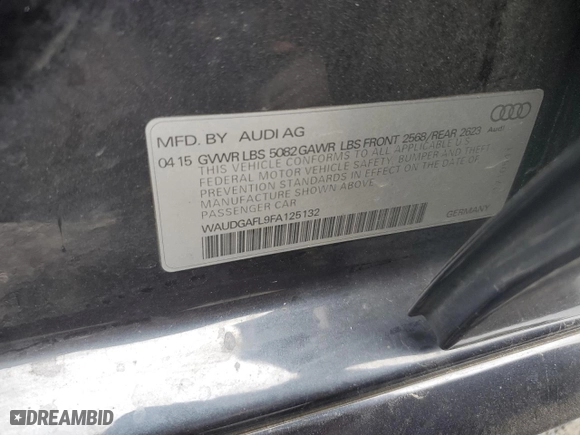 MFD. BY AUDI AG
04 15 GVWR LBS 5082 GAWR LBS FRONT 2568/REAR 2623
Audi
THIS VEHICLE CONFORMS TO ALL APPLICABLE U.S.
FEDERAL MOTOR VEHICLE SAFETY, BUMPER AND THEFT
PREVENTION STANDARDS IN EFFECT ON THE DATE OF
MANUFACTURE SHOWN ABOVE.
PASSENGER CAR
WAUDGAFL9FA125132
GERMANY
DREAMBID